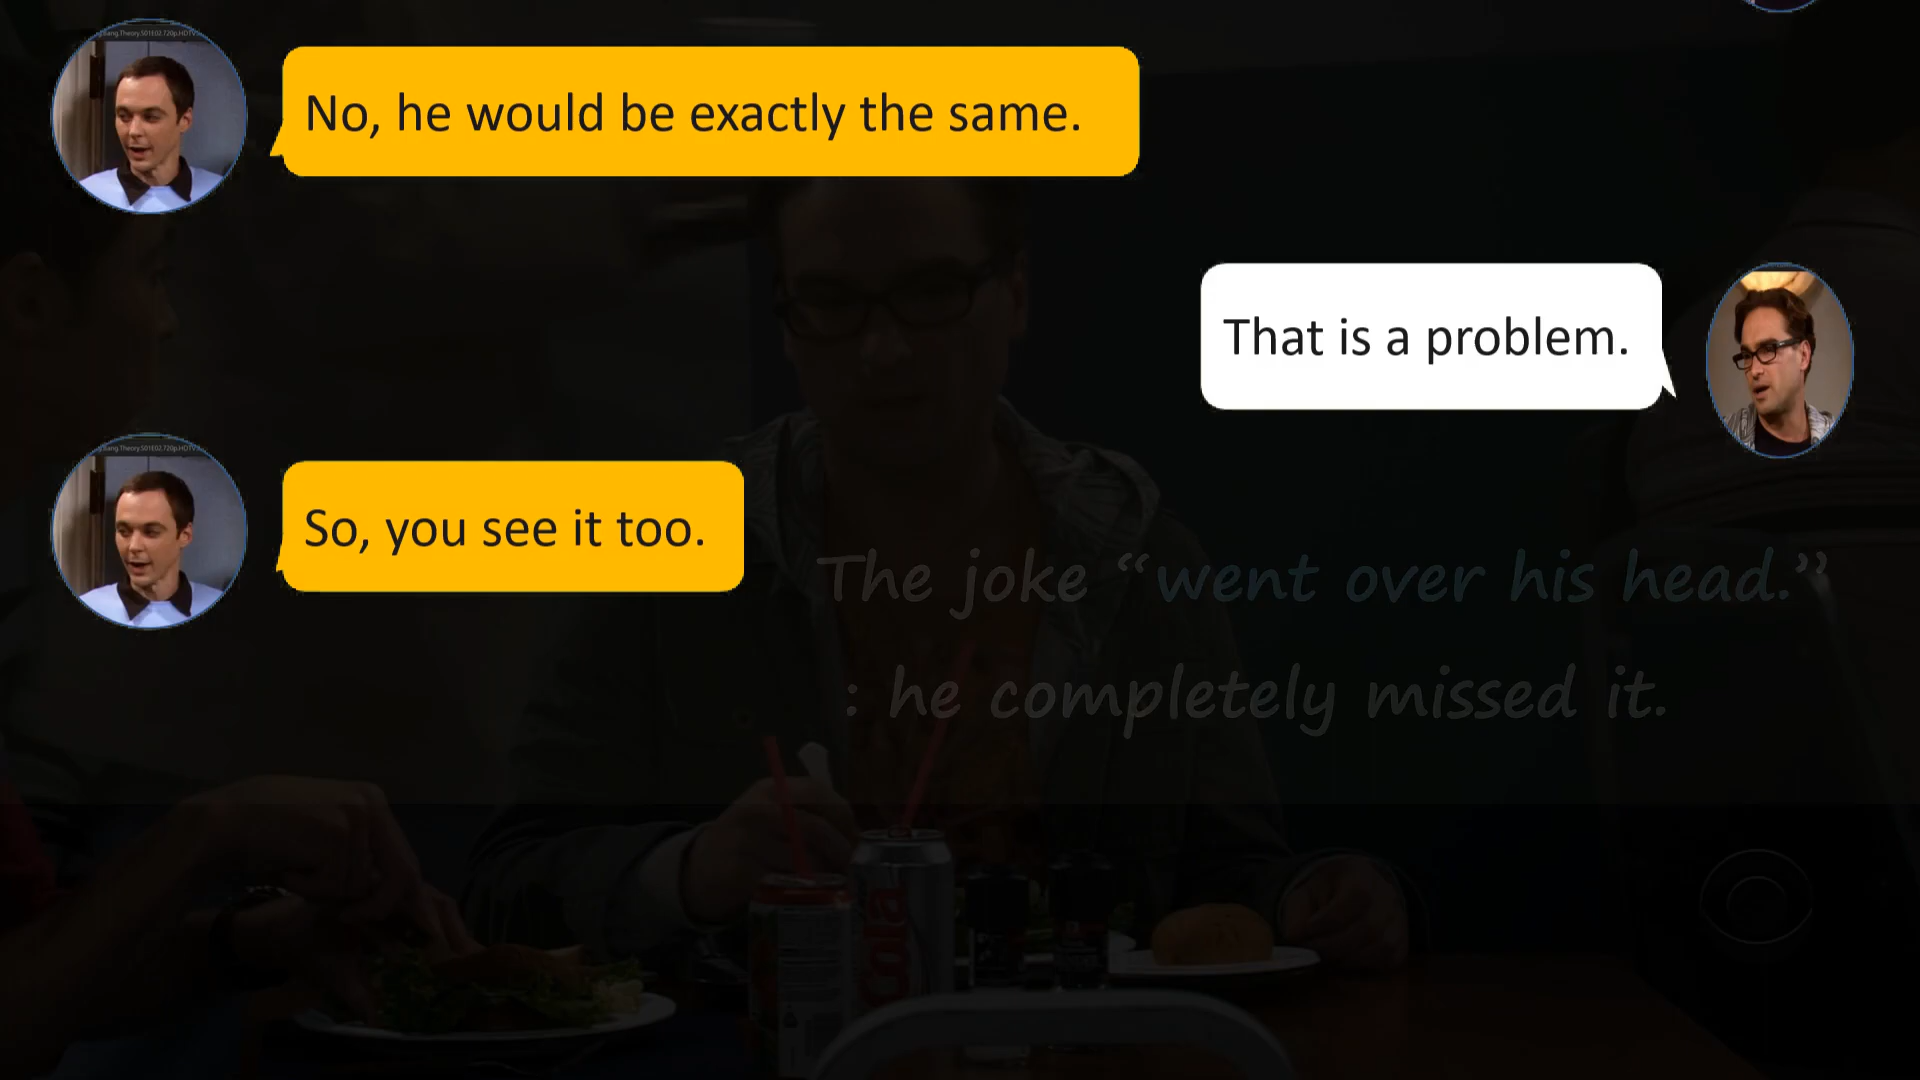 No, he would be exactly the same.
That is a problem.
So, you see it too.
The joke “went over his head.”
: he completely missed it.